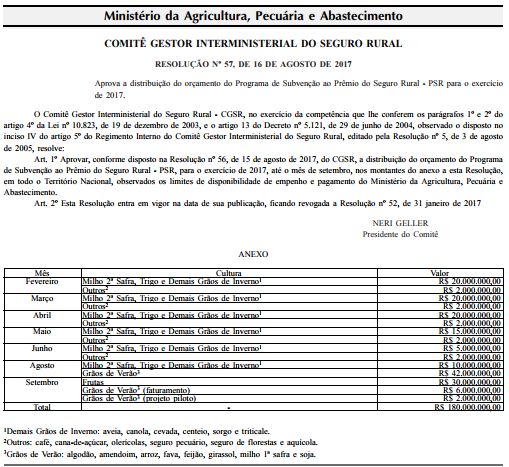 Ministério da Agricultura, Pecuária e Abastecimento
COMITÊ GESTOR INTERMINISTERIAL DO SEGURO RURAL
RESOLUÇÃO Nº 57, DE 16 DE AGOSTO DE 2017
Aprova a distribuição do orçamento do Programa de Subvenção ao Prêmio do Seguro Rural - PSR para o exercício
de 2017.
O Comitê Gestor Interministerial do Seguro Rural - CGSR, no exercício da competência que lhe conferem os parágrafos 1º e 2º do
artigo 4º da Lei nº 10.823, de 19 de dezembro de 2003, e o artigo 13 do Decreto nº 5.121, de 29 de junho de 2004, observado o disposto no
inciso IV do artigo 5º do Regimento Interno do Comitê Gestor Interministerial do Seguro Rural, editado pela Resolução nº 5, de 3 de agosto
de 2005, resolve:
Art. 1º Aprovar, conforme disposto na Resolução nº 56, de 15 de agosto de 2017, do CGSR, a distribuição do orçamento do Programa
de Subvenção ao Prêmio do Seguro Rural - PSR, para o exercício de 2017, até o mês de setembro, nos montantes do anexo a esta Resolução,
em todo o Território Nacional, observados os limites de disponibilidade de empenho e pagamento do Ministério da Agricultura, Pecuária e
Abastecimento.
Art. 2º Esta Resolução entra em vigor na data de sua publicação, ficando revogada a Resolução nº 52, de 31 janeiro de 2017
NERI GELLER
Presidente do Comitê
ANEXO
Mês Cultura Valor
Fevereiro Milho 2ª Safra, Trigo e Demais Grãos de Inverno¹ R$ 20.000.000,00
Outros² R$ 2.000.000,00
Março Milho 2ª Safra, Trigo e Demais Grãos de Inverno¹ R$ 20.000.000,00
Outros² R$ 2.000.000,00
Abril Milho 2ª Safra, Trigo e Demais Grãos de Inverno¹ R$ 20.000.000,00
Outros² R$ 2.000.000,00
Maio Milho 2ª Safra, Trigo e Demais Grãos de Inverno¹ R$ 15.000.000,00
Outros² R$ 2.000.000,00
Junho Milho 2ª Safra, Trigo e Demais Grãos de Inverno¹ R$ 5.000.000,00
Outros² R$ 2.000.000,00
Agosto Milho 2ª Safra, Trigo e Demais Grãos de Inverno¹ R$ 10.000.000,00
Grãos de Verão³ R$ 42.000.000,00
Setembro Frutas R$ 30.000.000,00
Grãos de Verão³ (faturamento) R$ 6.000.000,00
Grãos de Verão³ (projeto piloto) R$ 2.000.000,00
Total - R$ 180.000.000,00
¹Demais Grãos de Inverno: aveia, canola, cevada, centeio, sorgo e triticale.
²Outros: café, cana-de-açúcar, olerícolas, seguro pecuário, seguro de florestas e aquícola.
³Grãos de Verão: algodão, amendoim, arroz, fava, feijão, girassol, milho 1ª safra e soja.